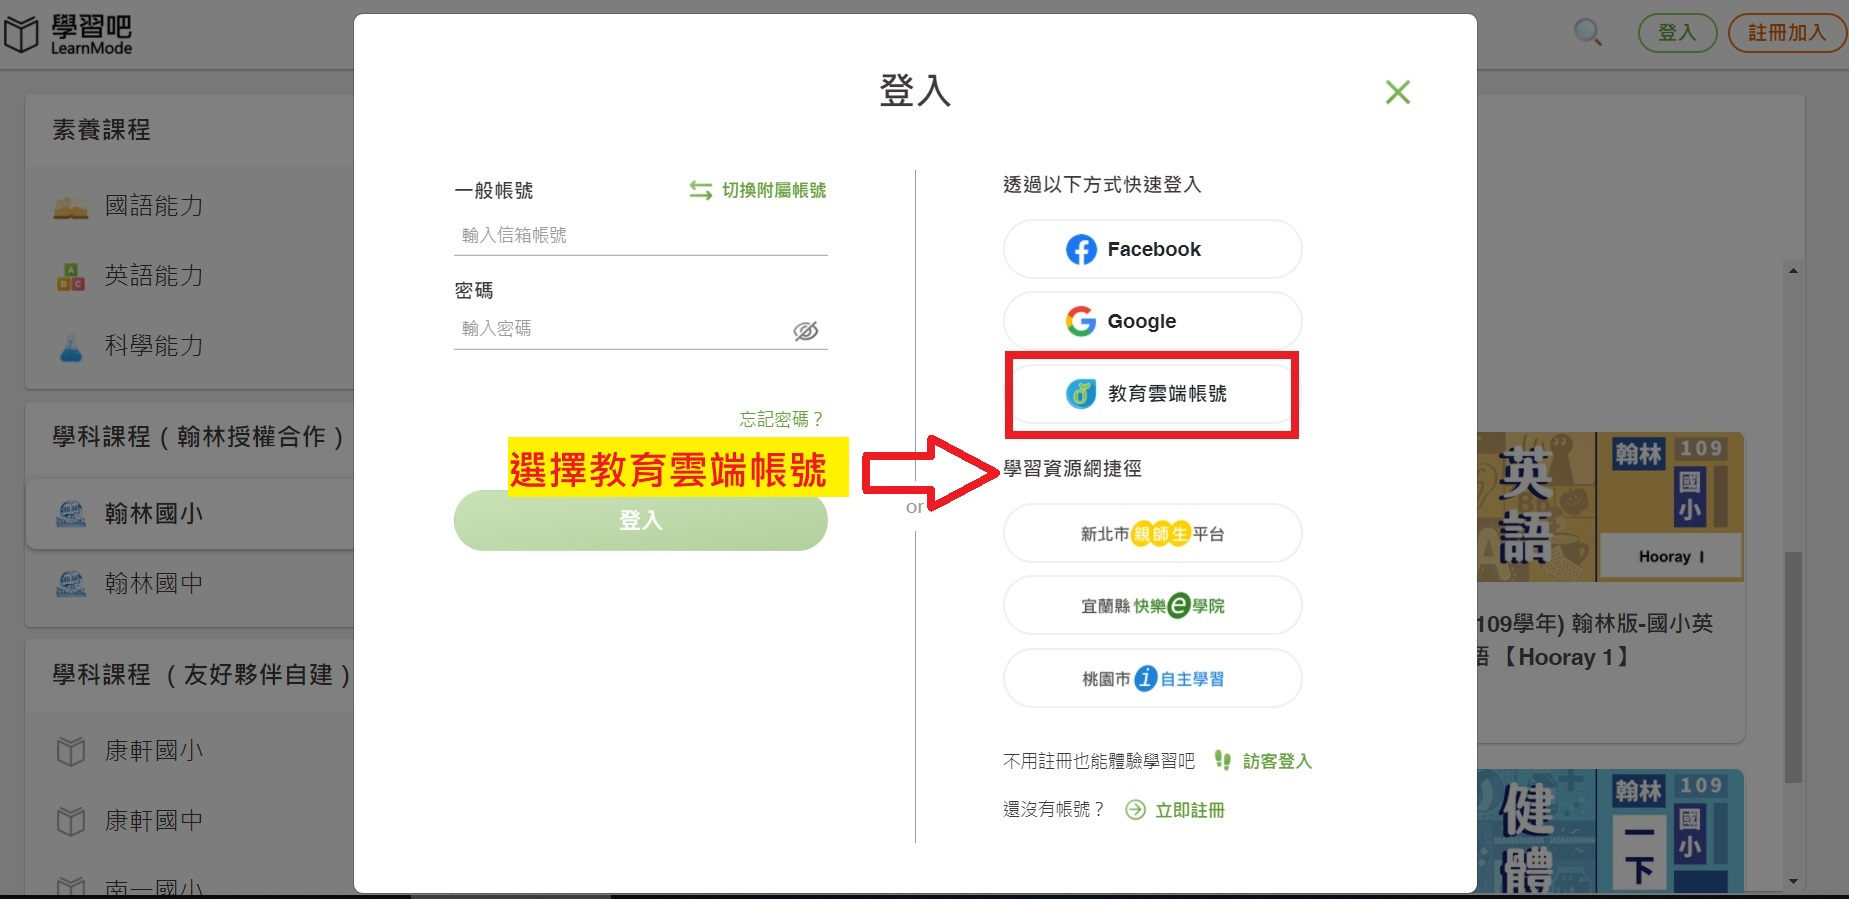 學習吧
LearnMode
登入
註冊加入
素養課程
國語能力
英語能力
科學能力
學科課程（翰林授權合作）
翰林國小
翰林國中
學科課程 （友好夥伴自建）
康軒國小
康軒國中
南一國小
登入
一般帳號
切換附屬帳號
輸入信箱帳號
密碼
輸入密碼
忘記密碼？
選擇教育雲端帳號
登入
or
透過以下方式快速登入
Facebook
Google
教育雲端帳號
學習資源網捷徑
新北市親師生平台
宜蘭縣快樂e學院
桃園市i自主學習
不用註冊也能體驗學習吧
訪客登入
還沒有帳號？
立即註冊
英語
翰林
109
國小
Hooray I
109學年) 翰林版-國小英
語【Hooray 1】
健體
翰林
109
國小
一下